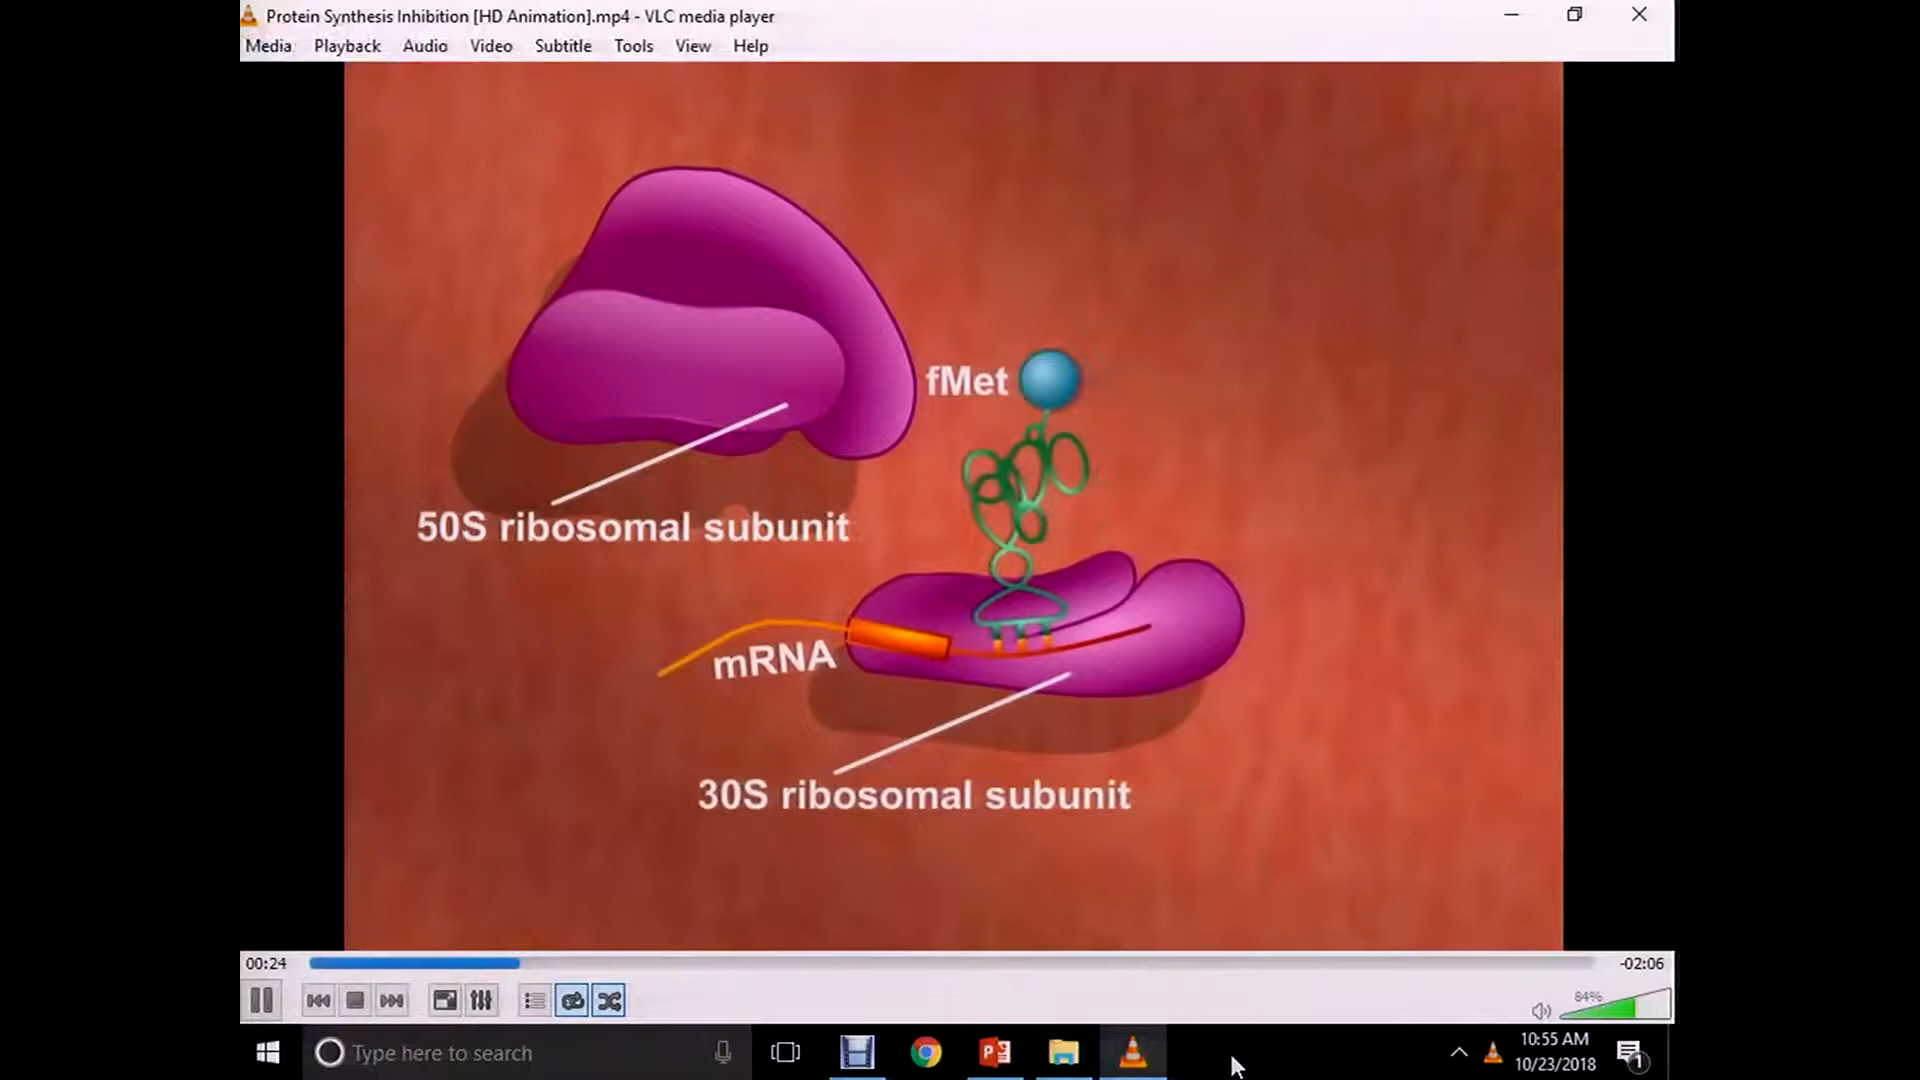 Protein Synthesis Inhibition [HD Animation].mp4 - VLC media player
Media Playback Audio Video Subtitle Tools View Help
fMet
50S ribosomal subunit
mRNA
30S ribosomal subunit
00:24
-02:06
84%
Type here to search
10:55 AM
10/23/2018
1